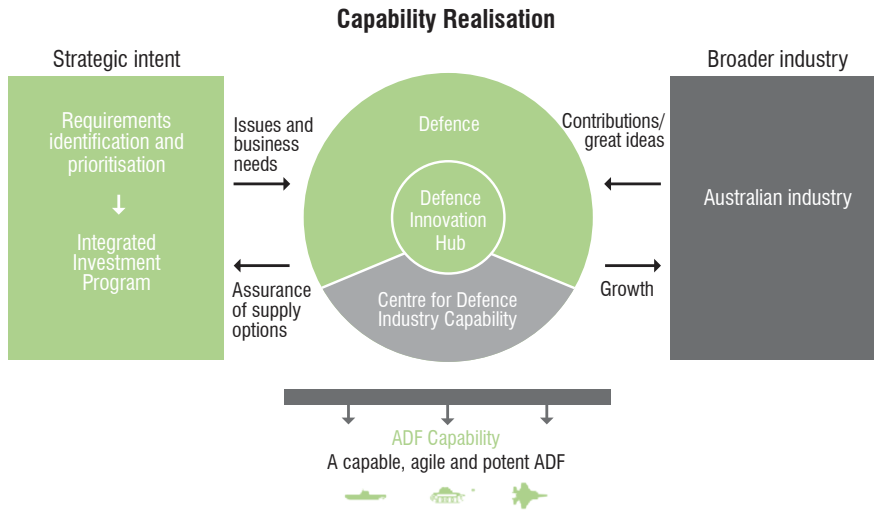 Capability Realisation
Strategic intent
Requirements
identification and
prioritisation
Integrated
Investment
Program
Issues and
business
needs
Assurance
of supply
options
Defence
Defence
Innovation
Hub
Centre for Defence
Industry Capability
Contributions/
great ideas
Growth
Broader industry
Australian industry
ADF Capability
A capable, agile and potent ADF